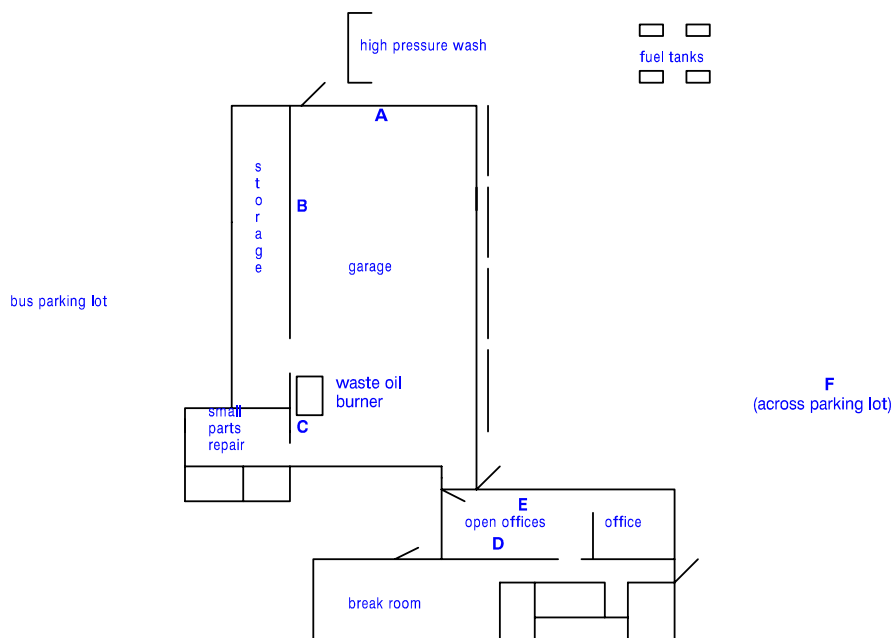 high pressure wash
fuel tanks
A
storage
B
garage
bus parking lot
waste oil
burner
F
(across parking lot)
small
parts
repair
C
E
open offices
office
D
break room